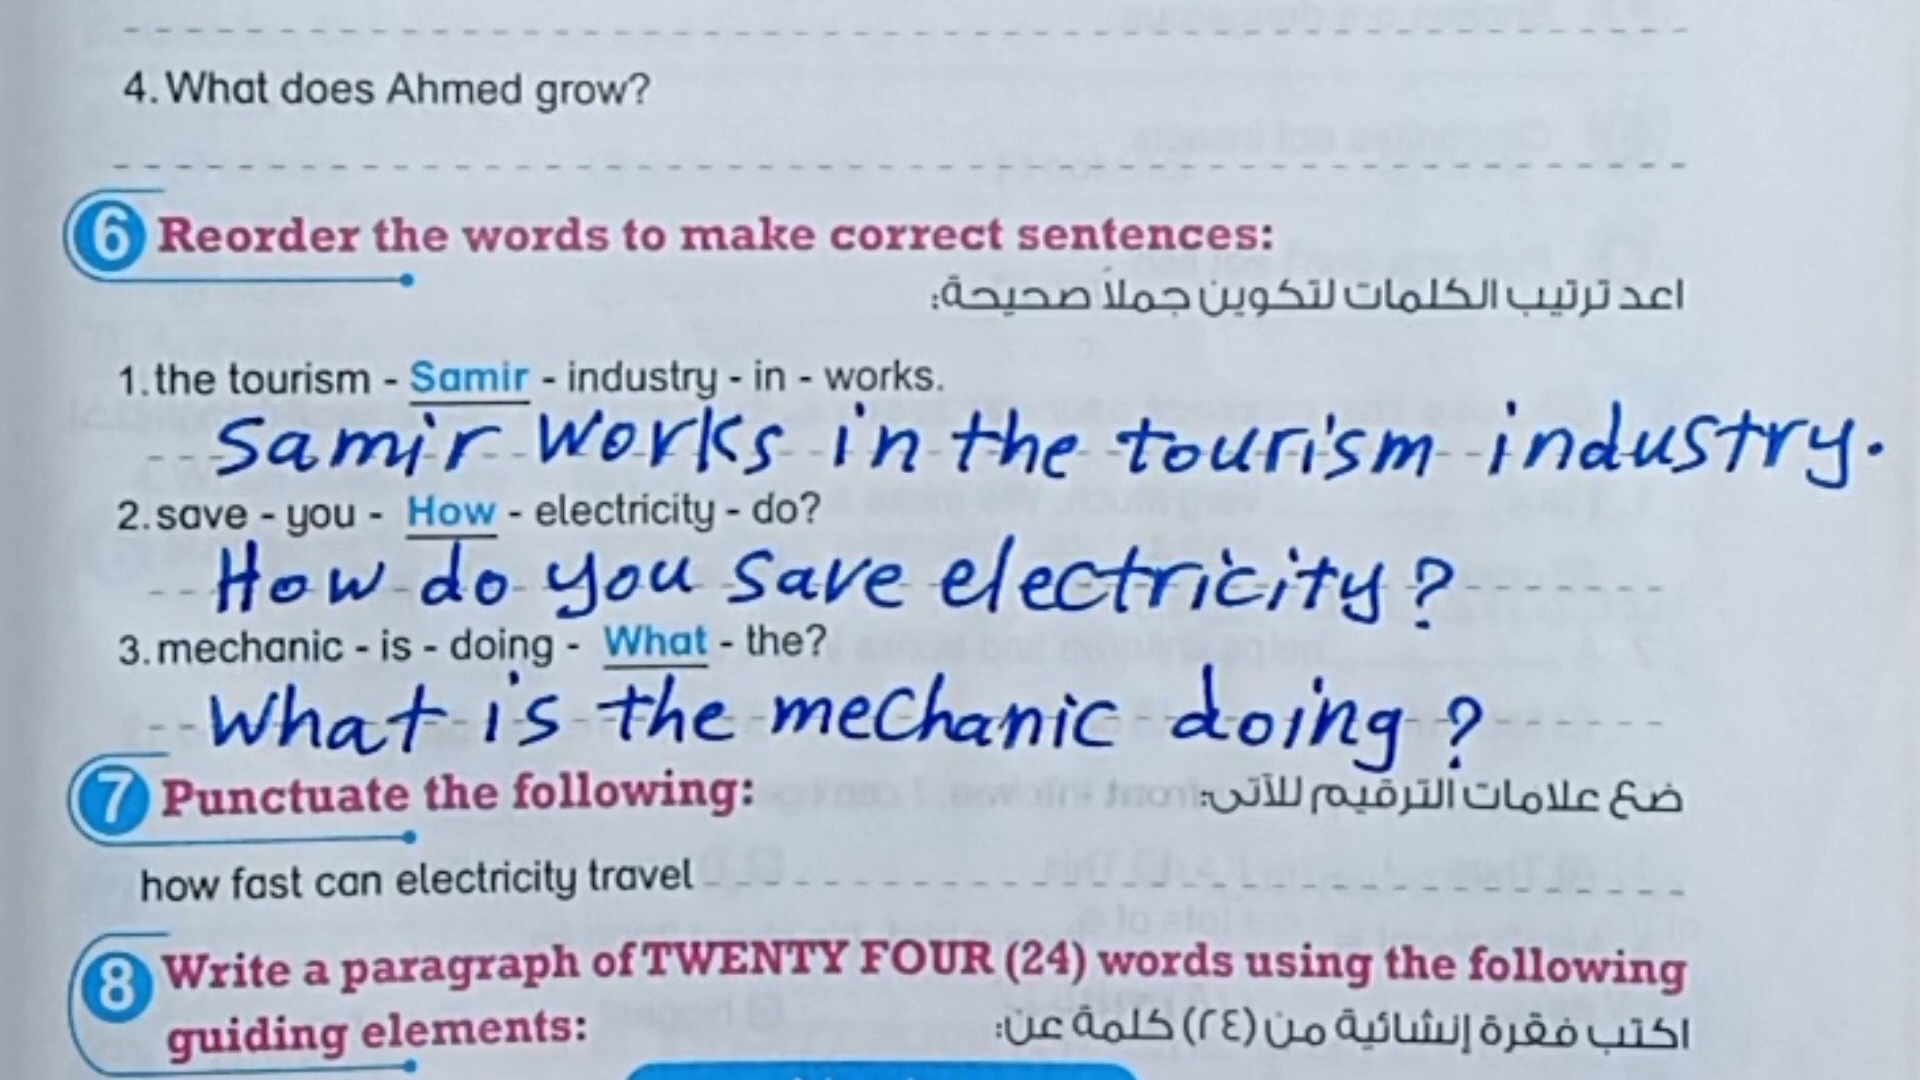 4. What does Ahmed grow?
6 Reorder the words to make correct sentences:
اعد ترتيب الكلمات لتكوين جملاً صحيحة:
1. the tourism - Samir - industry - in - works.
Samir works in the tourism industry.
2. save - you - How - electricity - do?
How do you save electricity?
3. mechanic - is - doing - What - the?
What is the mechanic doing?
7 Punctuate the following:
ضع علامات الترقيم للآتى:
how fast can electricity travel
8 Write a paragraph of TWENTY FOUR (24) words using the following
guiding elements:
اكتب فقرة إنشائية من (٢٤) كلمة عن: